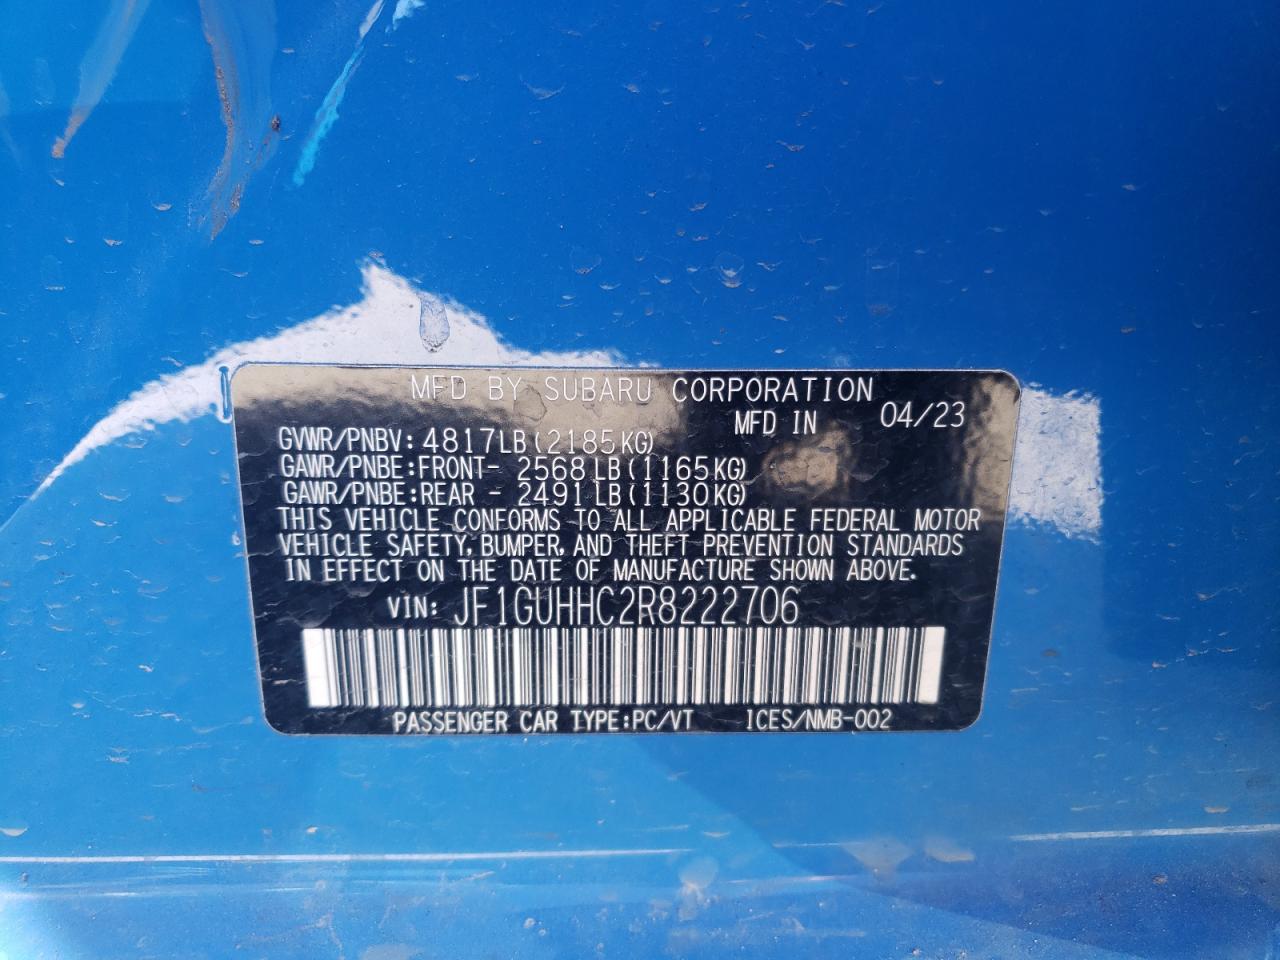 MFD BY SUBARU CORPORATION
MFD IN 04/23
GVWR/PNBV: 4817LB(2185KG)
GAWR/PNBE:FRONT- 2568LB(1165KG)
GAWR/PNBE:REAR - 2491LB(1130KG)
THIS VEHICLE CONFORMS TO ALL APPLICABLE FEDERAL MOTOR
VEHICLE SAFETY, BUMPER, AND THEFT PREVENTION STANDARDS
IN EFFECT ON THE DATE OF MANUFACTURE SHOWN ABOVE.
VIN: JF1GUHHC2R8222706
PASSENGER CAR TYPE:PC/VT ICES/NMB-002